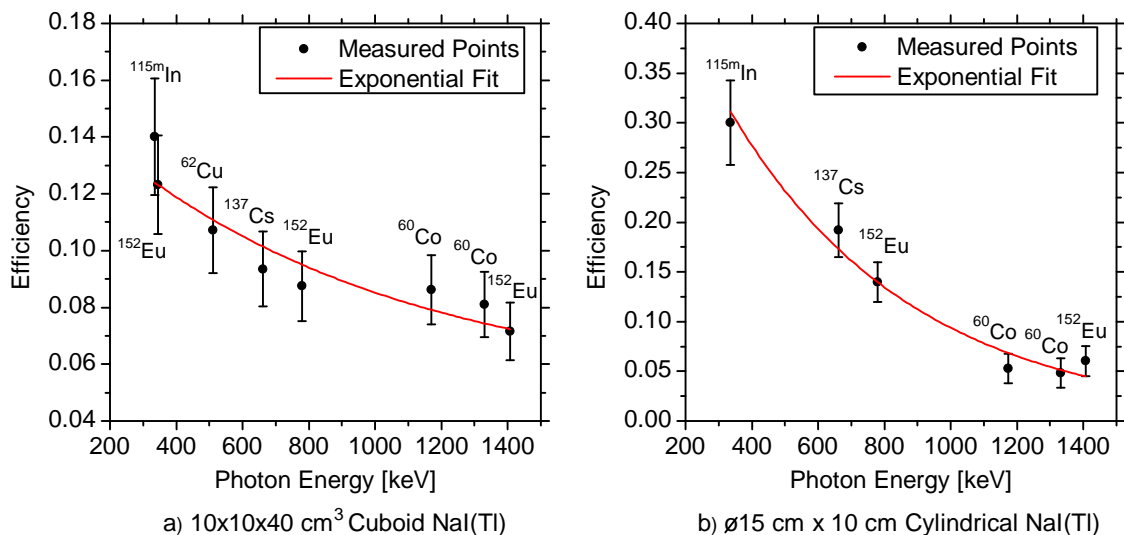 0.18
0.16
0.14
0.12
0.10
0.08
0.06
0.04
Efficiency
Measured Points
Exponential Fit
¹¹⁵ᵐIn
¹⁵²Eu
⁶²Cu
¹³⁷Cs
¹⁵²Eu
⁶⁰Co
⁶⁰Co
¹⁵²Eu
200 400 600 800 1000 1200 1400
Photon Energy [keV]
a) 10x10x40 cm³ Cuboid NaI(Tl)
0.40
0.35
0.30
0.25
0.20
0.15
0.10
0.05
0.00
Efficiency
Measured Points
Exponential Fit
¹¹⁵ᵐIn
¹³⁷Cs
¹⁵²Eu
⁶⁰Co
⁶⁰Co
¹⁵²Eu
200 400 600 800 1000 1200 1400
Photon Energy [keV]
b) ø15 cm x 10 cm Cylindrical NaI(Tl)